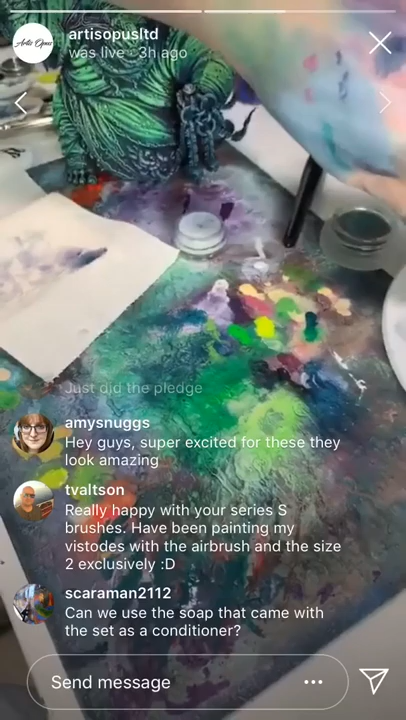 Artis Opus
artisopusltd
was live · 3h ago
Just did the pledge
amysnuggs
Hey guys, super excited for these they
look amazing
tvaltson
Really happy with your series S
brushes. Have been painting my
vistodes with the airbrush and the size
2 exclusively :D
scaraman2112
Can we use the soap that came with
the set as a conditioner?
Send message